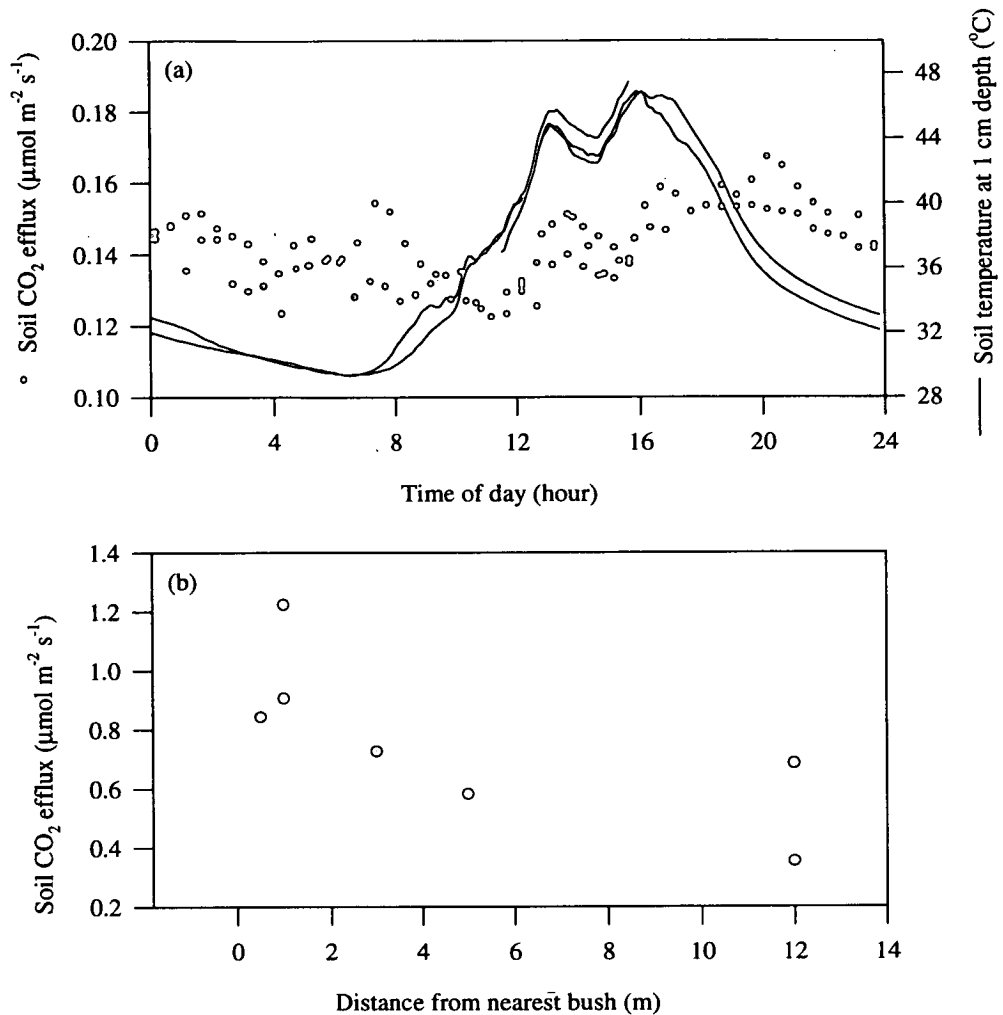 (a)
0.20
0.18
0.16
0.14
0.12
0.10
Soil CO₂ efflux (μmol m⁻² s⁻¹)
48
44
40
36
32
28
Soil temperature at 1 cm depth (°C)
0 4 8 12 16 20 24
Time of day (hour)
(b)
1.4
1.2
1.0
0.8
0.6
0.4
0.2
Soil CO₂ efflux (μmol m⁻² s⁻¹)
0 2 4 6 8 10 12 14
Distance from nearest bush (m)